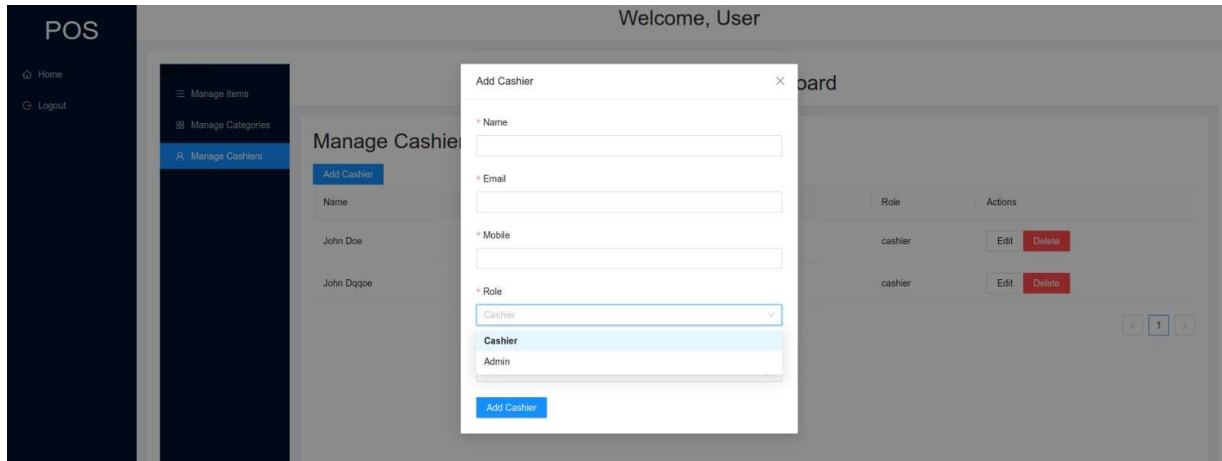 POS
Home
Logout
Welcome, User
Manage Items
Manage Categories
Manage Cashiers
Manage Cashier
Add Cashier
Name
Role
Actions
John Doe
cashier
Edit
Delete
John Dqqoe
cashier
Edit
Delete
< 1 >
Add Cashier
* Name
* Email
* Mobile
* Role
Cashier
Cashier
Admin
Add Cashier